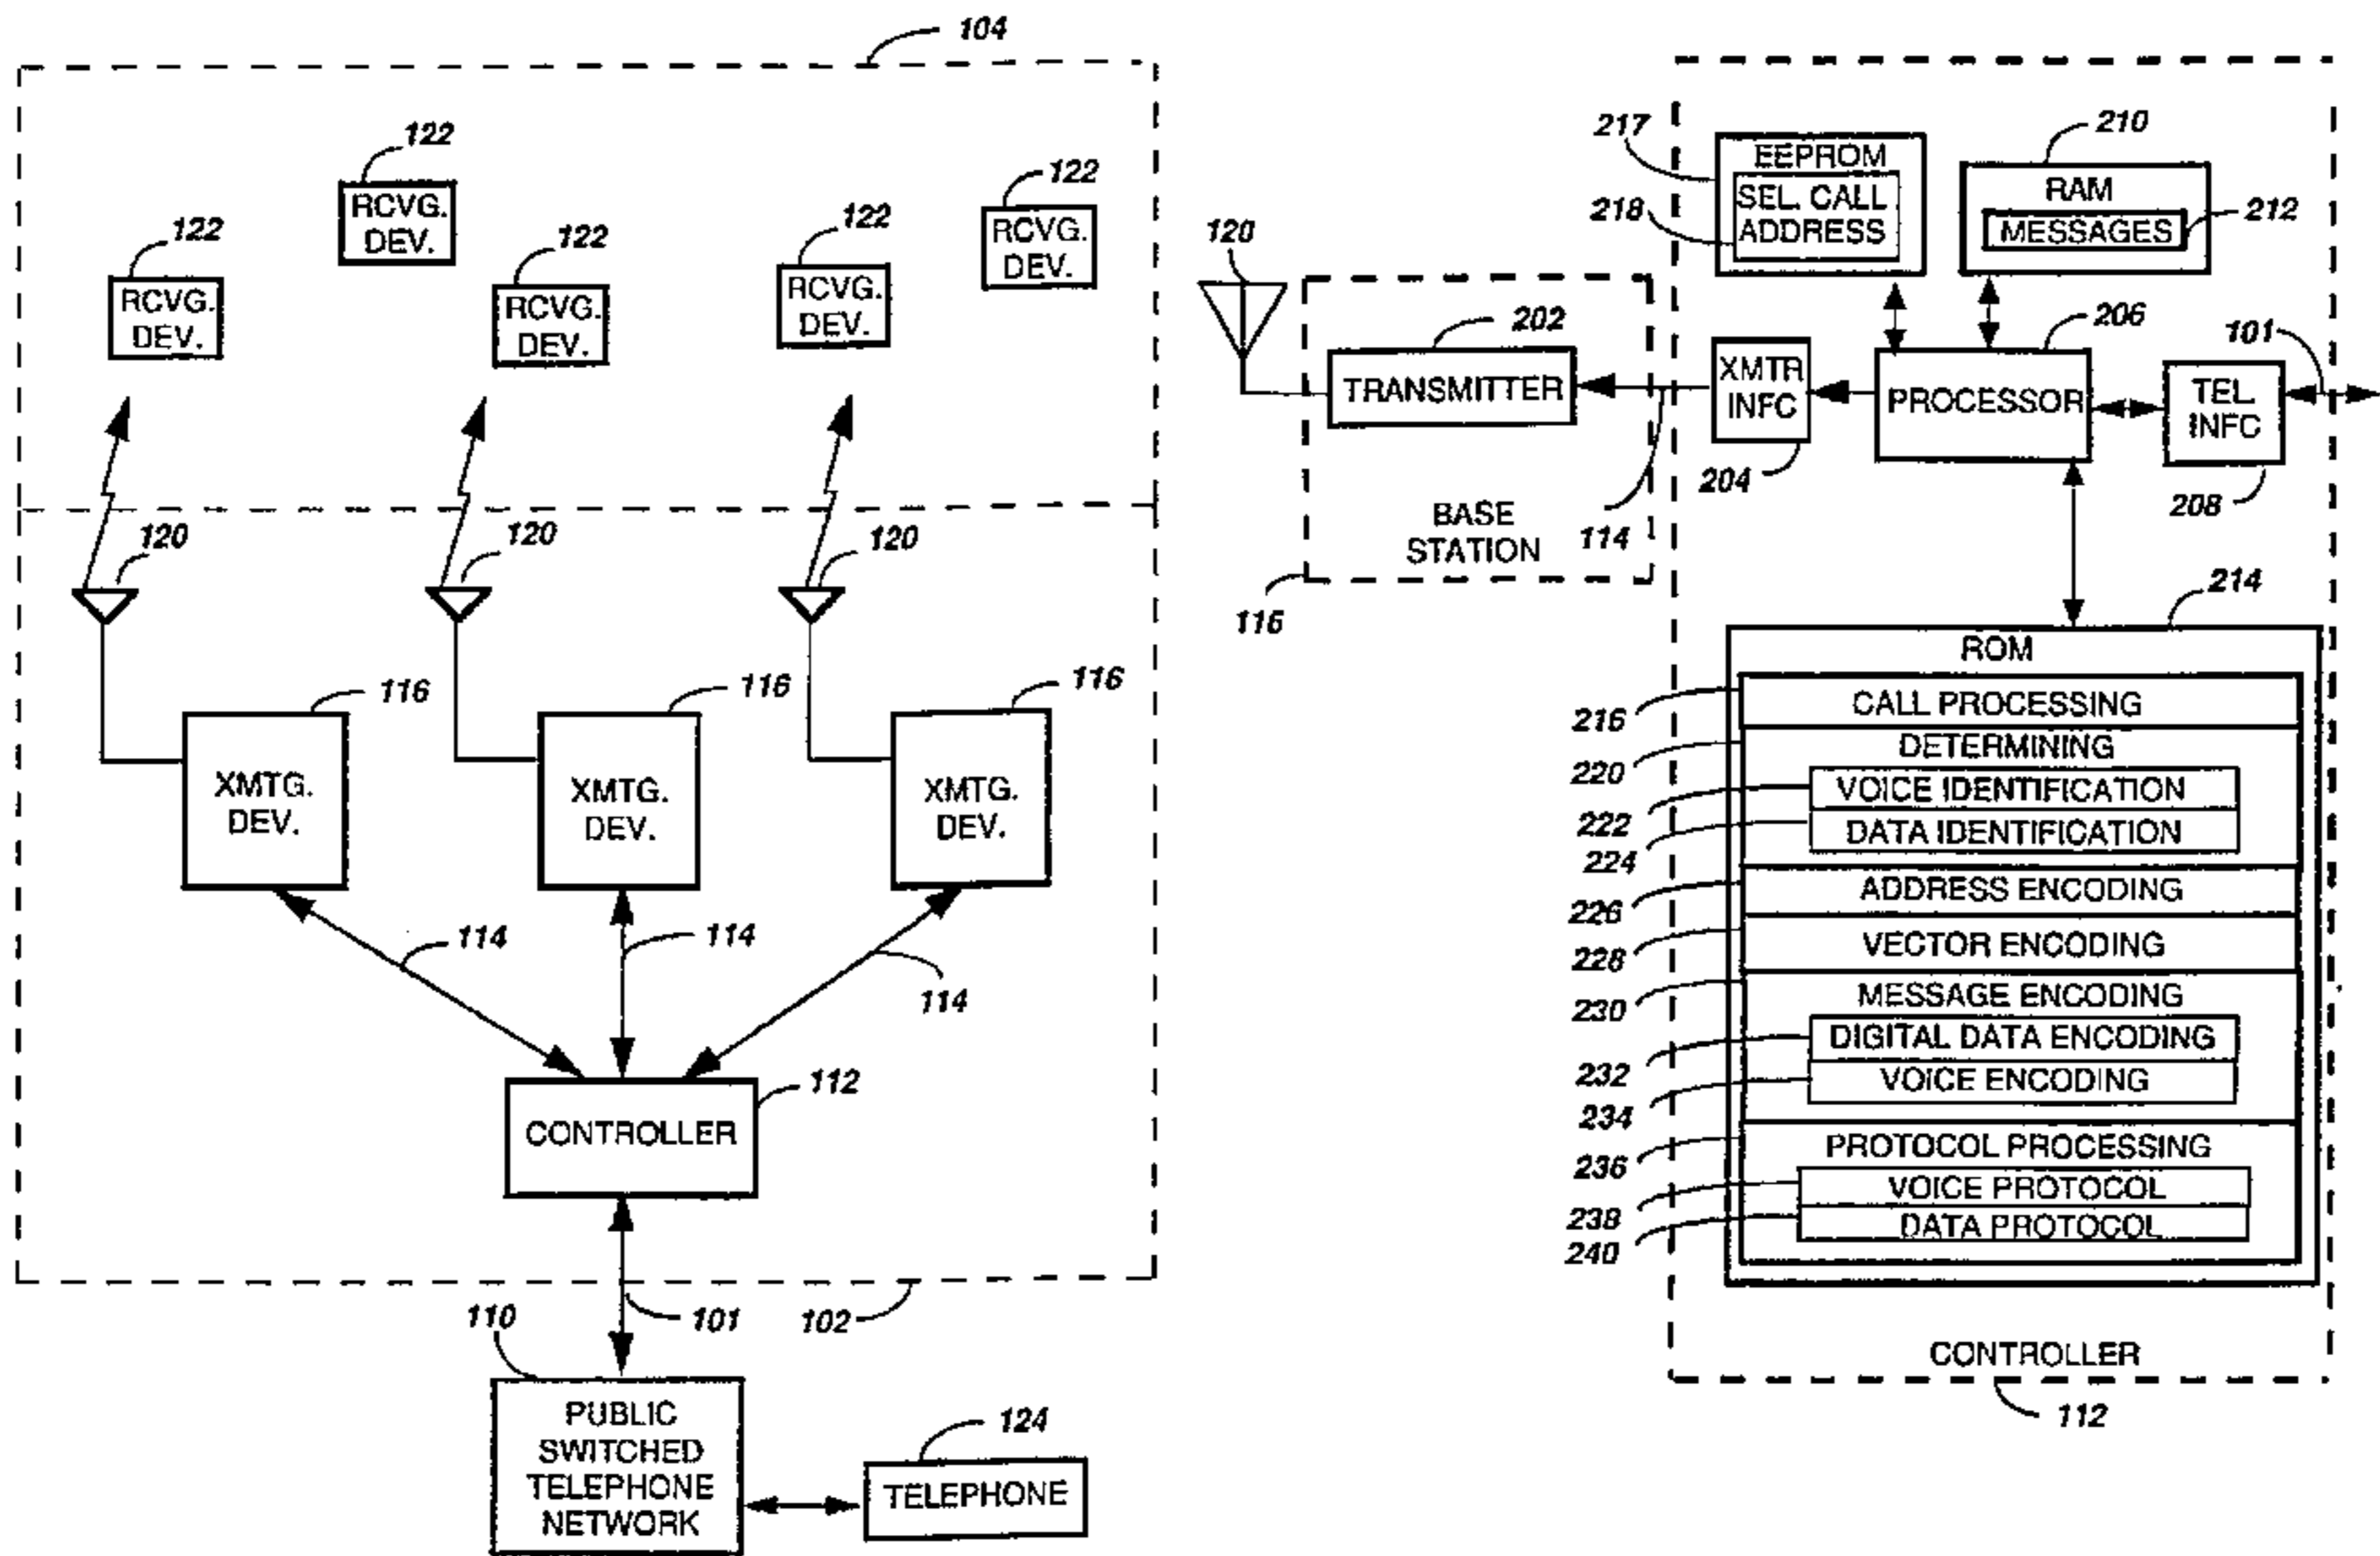 104
122
RCVG.
DEV.
122
RCVG.
DEV.
122
RCVG.
DEV.
122
RCVG.
DEV.
122
RCVG.
DEV.
120
120
120
116
XMTG.
DEV.
116
XMTG.
DEV.
116
XMTG.
DEV.
114
114
114
112
CONTROLLER
101
102
110
PUBLIC
SWITCHED
TELEPHONE
NETWORK
124
TELEPHONE
217
EEPROM
218
SEL. CALL
ADDRESS
210
RAM
MESSAGES
212
120
202
TRANSMITTER
BASE
STATION
116
114
XMTR
INFC
204
206
PROCESSOR
101
TEL.
INFC
208
214
ROM
216
CALL PROCESSING
220
DETERMINING
222
VOICE IDENTIFICATION
224
DATA IDENTIFICATION
226
ADDRESS ENCODING
228
VECTOR ENCODING
230
MESSAGE ENCODING
232
DIGITAL DATA ENCODING
234
VOICE ENCODING
236
PROTOCOL PROCESSING
238
VOICE PROTOCOL
240
DATA PROTOCOL
CONTROLLER
112